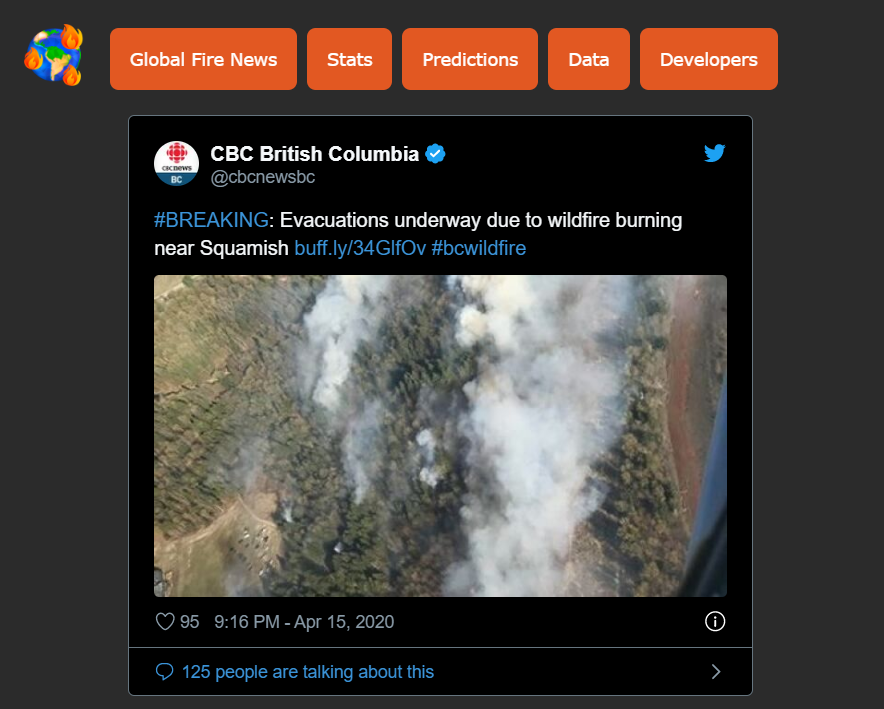 Global Fire News
Stats
Predictions
Data
Developers
CBC British Columbia
@cbcnewsbc
CBC NEWS
BC
#BREAKING: Evacuations underway due to wildfire burning
near Squamish buff.ly/34GlfOv #bcwildfire
95 9:16 PM - Apr 15, 2020
125 people are talking about this